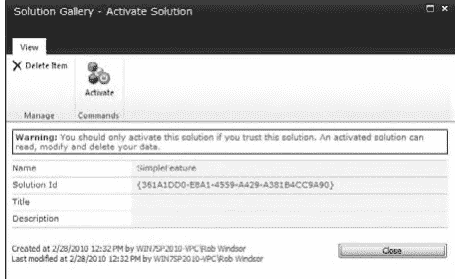 Solution Gallery - Activate Solution
View
Delete Item
Activate
Manage
Commands
Warning: You should only activate this solution if you trust this solution. An activated solution can
read, modify and delete your data.
Name SimpleFeature
Solution Id {361A1DD0-E8A1-4559-A429-A381B4CC9A90}
Title
Description
Created at 2/28/2010 12:32 PM by WIN7SP2010-VPC\Rob Windsor
Last modified at 2/28/2010 12:32 PM by WIN7SP2010-VPC\Rob Windsor
Close